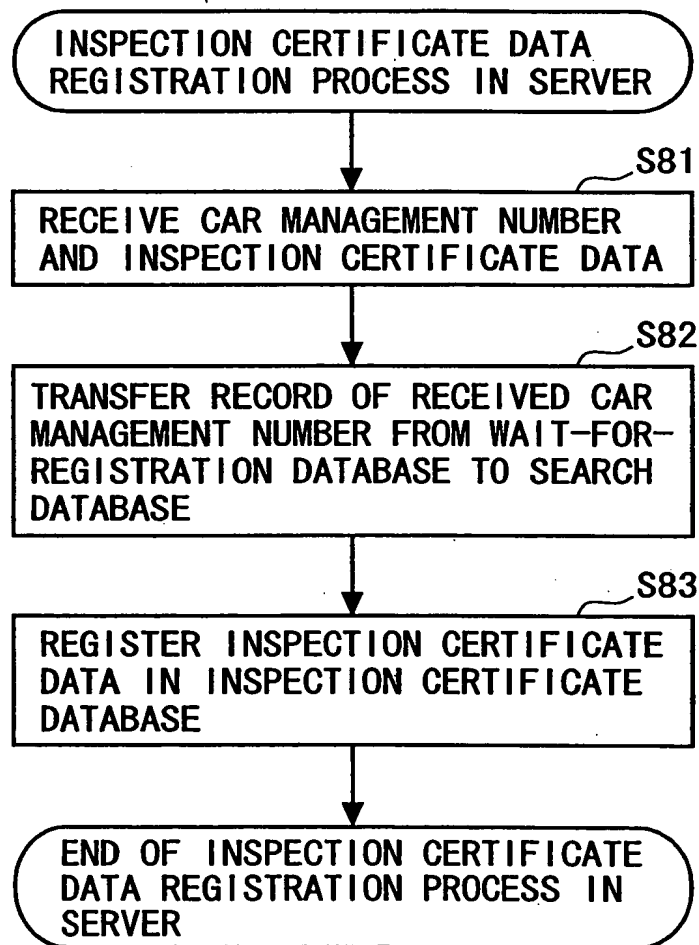 INSPECTION CERTIFICATE DATA
REGISTRATION PROCESS IN SERVER
S81
RECEIVE CAR MANAGEMENT NUMBER
AND INSPECTION CERTIFICATE DATA
S82
TRANSFER RECORD OF RECEIVED CAR
MANAGEMENT NUMBER FROM WAIT-FOR-
REGISTRATION DATABASE TO SEARCH
DATABASE
S83
REGISTER INSPECTION CERTIFICATE
DATA IN INSPECTION CERTIFICATE
DATABASE
END OF INSPECTION CERTIFICATE
DATA REGISTRATION PROCESS IN
SERVER